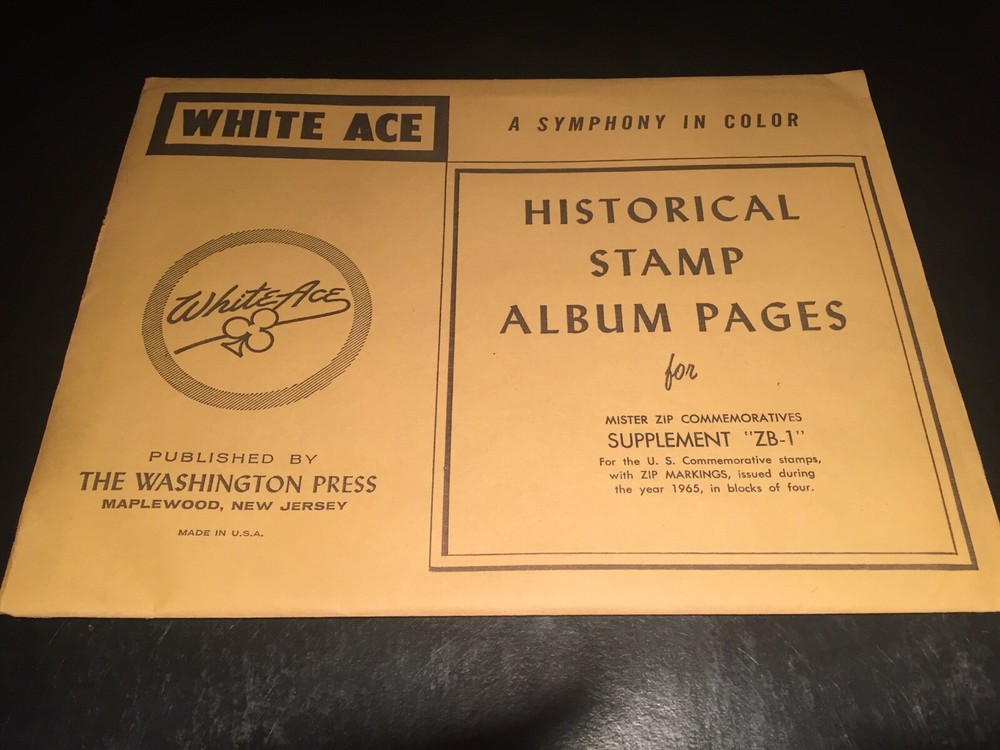 WHITE ACE
A SYMPHONY IN COLOR
White Ace
PUBLISHED BY
THE WASHINGTON PRESS
MAPLEWOOD, NEW JERSEY
MADE IN U.S.A.
HISTORICAL
STAMP
ALBUM PAGES
for
MISTER ZIP COMMEMORATIVES
SUPPLEMENT "ZB-1"
For the U. S. Commemorative stamps,
with ZIP MARKINGS, issued during
the year 1965, in blocks of four.